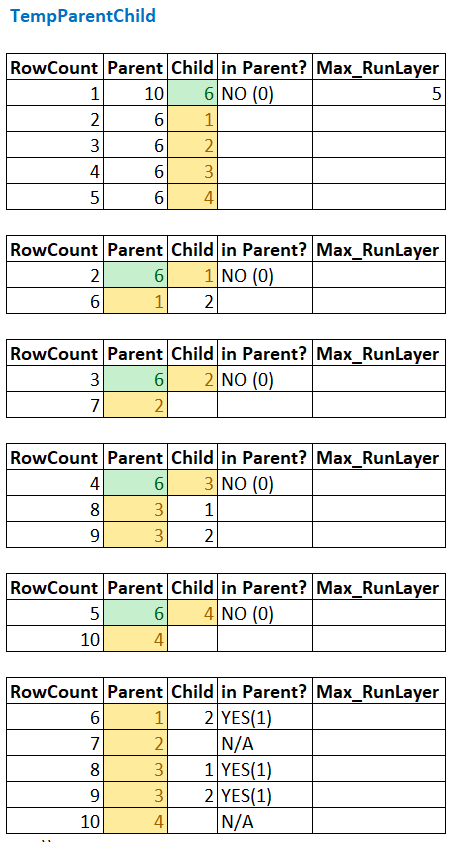 TempParentChild
RowCount Parent Child in Parent? Max_RunLayer
1 10 6 NO (0) 5
2 6 1
3 6 2
4 6 3
5 6 4
RowCount Parent Child in Parent? Max_RunLayer
2 6 1 NO (0)
6 1 2
RowCount Parent Child in Parent? Max_RunLayer
3 6 2 NO (0)
7 2
RowCount Parent Child in Parent? Max_RunLayer
4 6 3 NO (0)
8 3 1
9 3 2
RowCount Parent Child in Parent? Max_RunLayer
5 6 4 NO (0)
10 4
RowCount Parent Child in Parent? Max_RunLayer
6 1 2 YES(1)
7 2 N/A
8 3 1 YES(1)
9 3 2 YES(1)
10 4 N/A